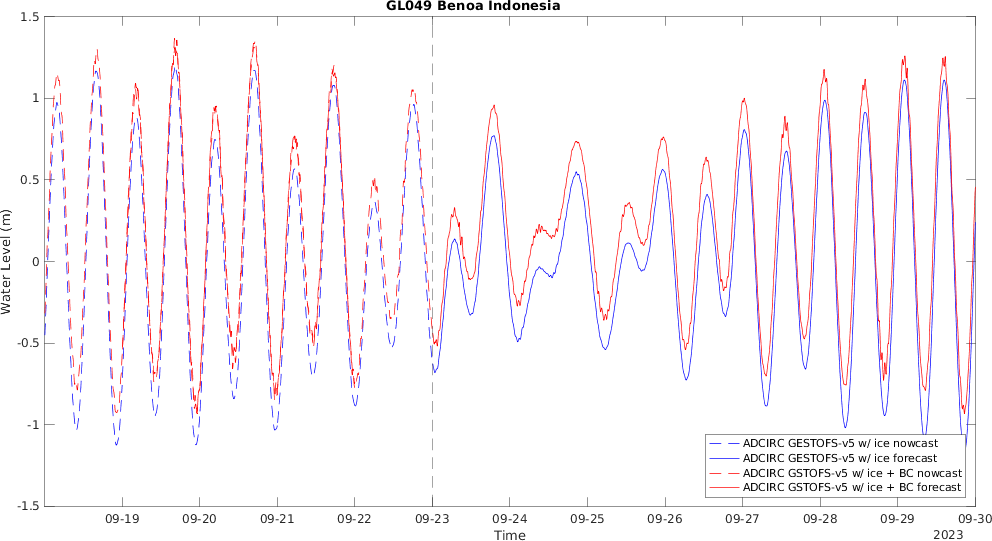 GL049 Benoa Indonesia
1.5
1
0.5
0
-0.5
-1
-1.5
Water Level (m)
ADCIRC GESTOFS-v5 w/ ice nowcast
ADCIRC GESTOFS-v5 w/ ice forecast
ADCIRC GSTOFS-v5 w/ ice + BC nowcast
ADCIRC GSTOFS-v5 w/ ice + BC forecast
09-19 09-20 09-21 09-22 09-23 09-24 09-25 09-26 09-27 09-28 09-29 09-30
Time
2023